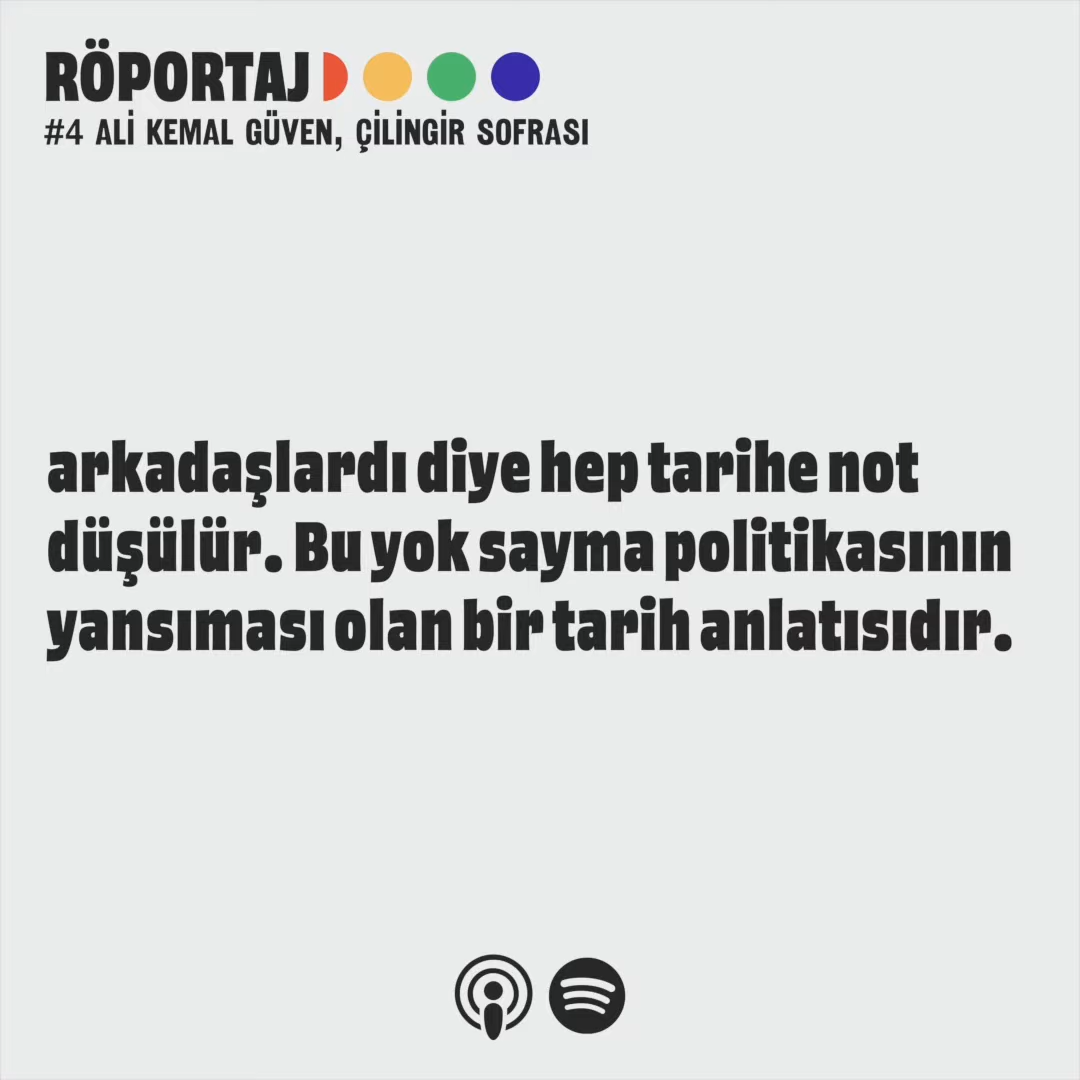 RÖPORTAJ
#4 ALİ KEMAL GÜVEN, ÇİLİNGİR SOFRASI
arkadaşlardı diye hep tarihe not
düşülür. Bu yok sayma politikasının
yansıması olan bir tarih anlatısıdır.